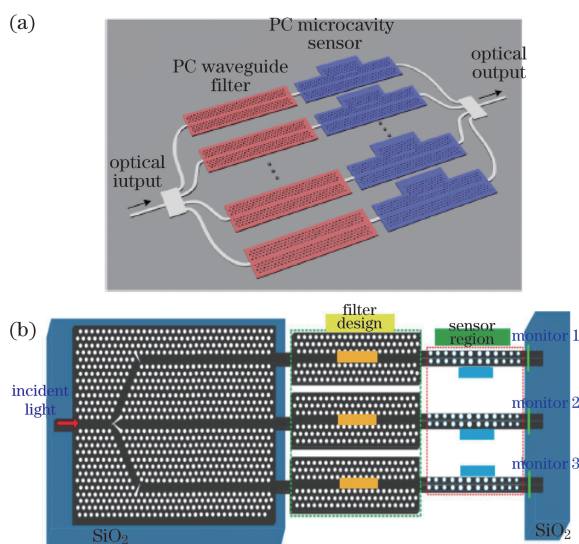 (a)
PC microcavity
sensor
optical
output
PC waveguide
filter
optical
iutput
(b)
filter
design
sensor
region
monitor 1
incident
light
monitor 2
monitor 3
SiO2
SiO2